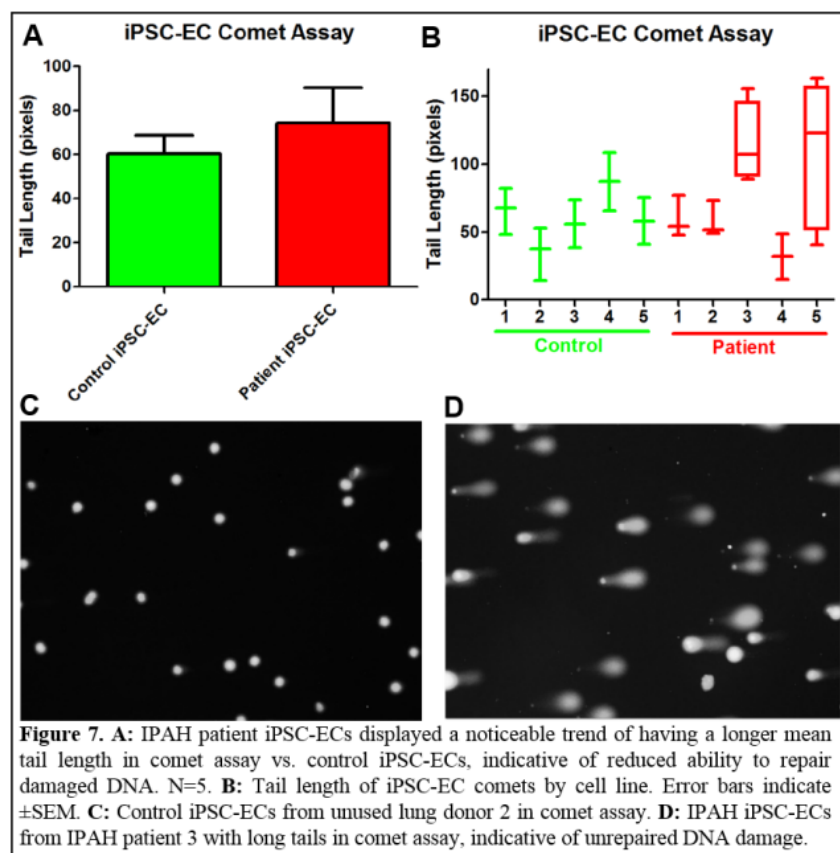 A
iPSC-EC Comet Assay
Tail Length (pixels)
100
80
60
40
20
0
Control iPSC-EC
Patient iPSC-EC
B
iPSC-EC Comet Assay
Tail Length (pixels)
150
100
50
0
1 2 3 4 5 1 2 3 4 5
Control Patient
C
D
Figure 7. A: IPAH patient iPSC-ECs displayed a noticeable trend of having a longer mean
tail length in comet assay vs. control iPSC-ECs, indicative of reduced ability to repair
damaged DNA. N=5. B: Tail length of iPSC-EC comets by cell line. Error bars indicate
±SEM. C: Control iPSC-ECs from unused lung donor 2 in comet assay. D: IPAH iPSC-ECs
from IPAH patient 3 with long tails in comet assay, indicative of unrepaired DNA damage.